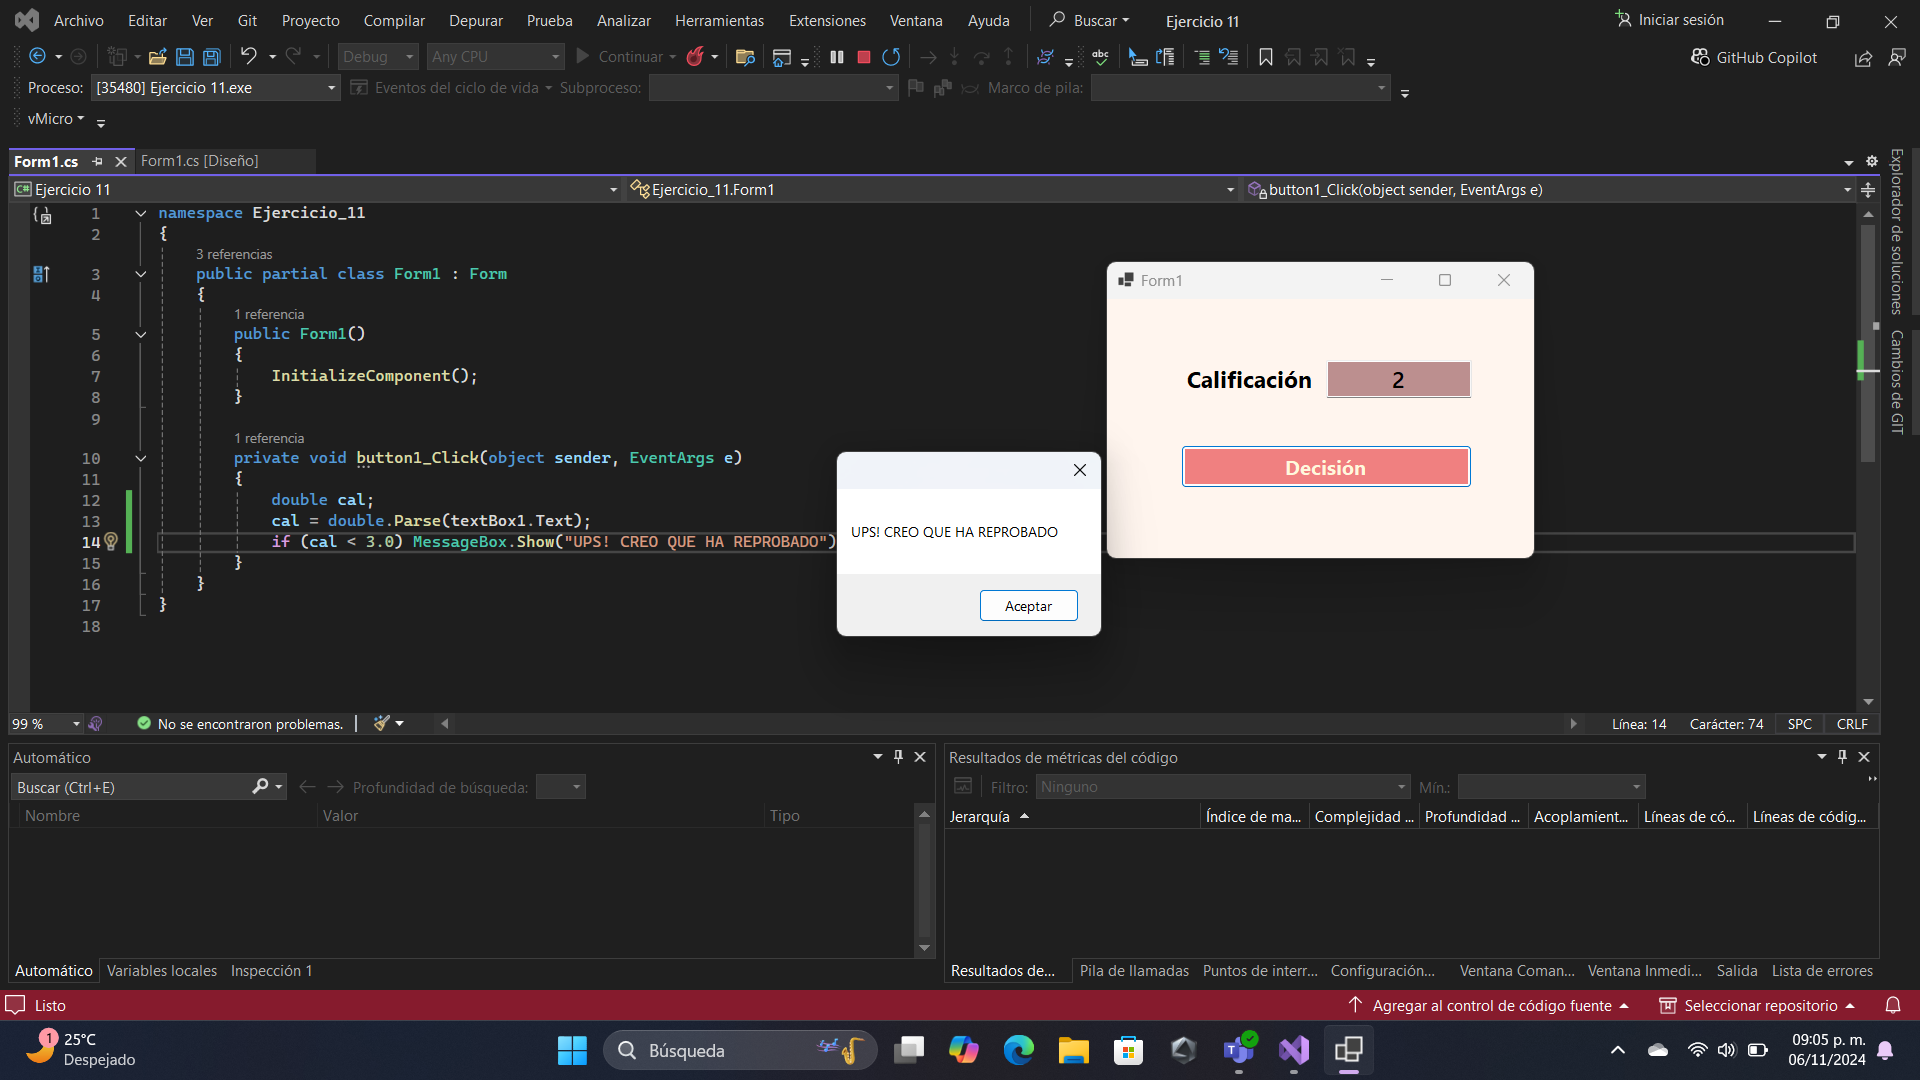 Archivo Editar Ver Git Proyecto Compilar Depurar Prueba Analizar Herramientas Extensiones Ventana Ayuda Buscar Ejercicio 11 Iniciar sesión
Debug Any CPU Continuar abc GitHub Copilot
Proceso: [35480] Ejercicio 11.exe Eventos del ciclo de vida Subproceso: Marco de pila:
vMicro
Form1.cs Form1.cs [Diseño]
C# Ejercicio 11 Ejercicio_11.Form1 button1_Click(object sender, EventArgs e)
1 namespace Ejercicio_11
2 {
3 referencias
3 public partial class Form1 : Form
4 {
1 referencia
5 public Form1()
6 {
7 InitializeComponent();
8 }
9
1 referencia
10 private void button1_Click(object sender, EventArgs e)
11 {
12 double cal;
13 cal = double.Parse(textBox1.Text);
14 if (cal < 3.0) MessageBox.Show("UPS! CREO QUE HA REPROBADO")
15 }
16 }
17 }
18
Form1
Calificación 2
Decisión
UPS! CREO QUE HA REPROBADO
Aceptar
Explorador de soluciones
Cambios de GIT
99 % No se encontraron problemas. Línea: 14 Carácter: 74 SPC CRLF
Automático
Buscar (Ctrl+E) Profundidad de búsqueda:
Nombre Valor Tipo
Automático Variables locales Inspección 1
Resultados de métricas del código
Filtro: Ninguno Mín.:
Jerarquía Índice de ma... Complejidad ... Profundidad ... Acoplamient... Líneas de có... Líneas de códig...
Resultados de... Pila de llamadas Puntos de interr... Configuración... Ventana Coman... Ventana Inmedi... Salida Lista de errores
Listo Agregar al control de código fuente Seleccionar repositorio
1 25°C
Despejado
Búsqueda
09:05 p. m.
06/11/2024